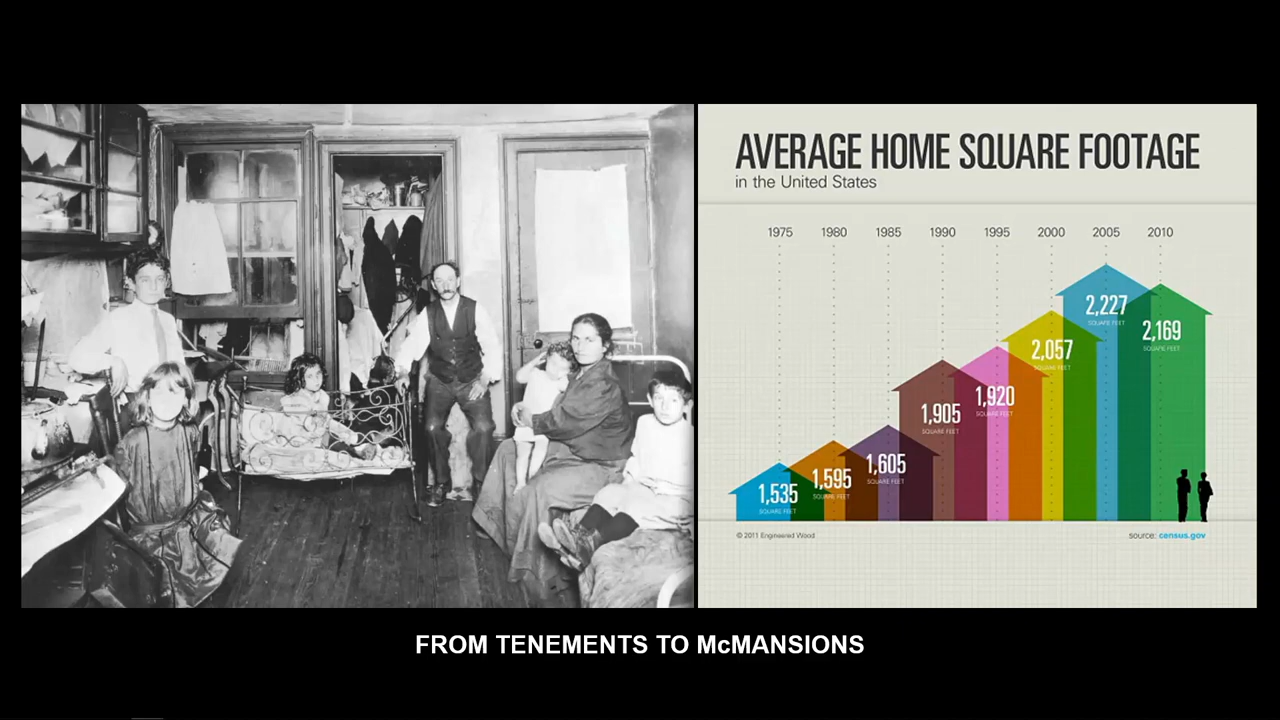 AVERAGE HOME SQUARE FOOTAGE
in the United States
1975 1980 1985 1990 1995 2000 2005 2010
2,227
SQUARE FEET
2,169
SQUARE FEET
2,057
SQUARE FEET
1,920
SQUARE FEET
1,905
SQUARE FEET
1,605
SQUARE FEET
1,595
SQUARE FEET
1,535
SQUARE FEET
© 2011 Engineered Wood
source: census.gov
FROM TENEMENTS TO McMANSIONS